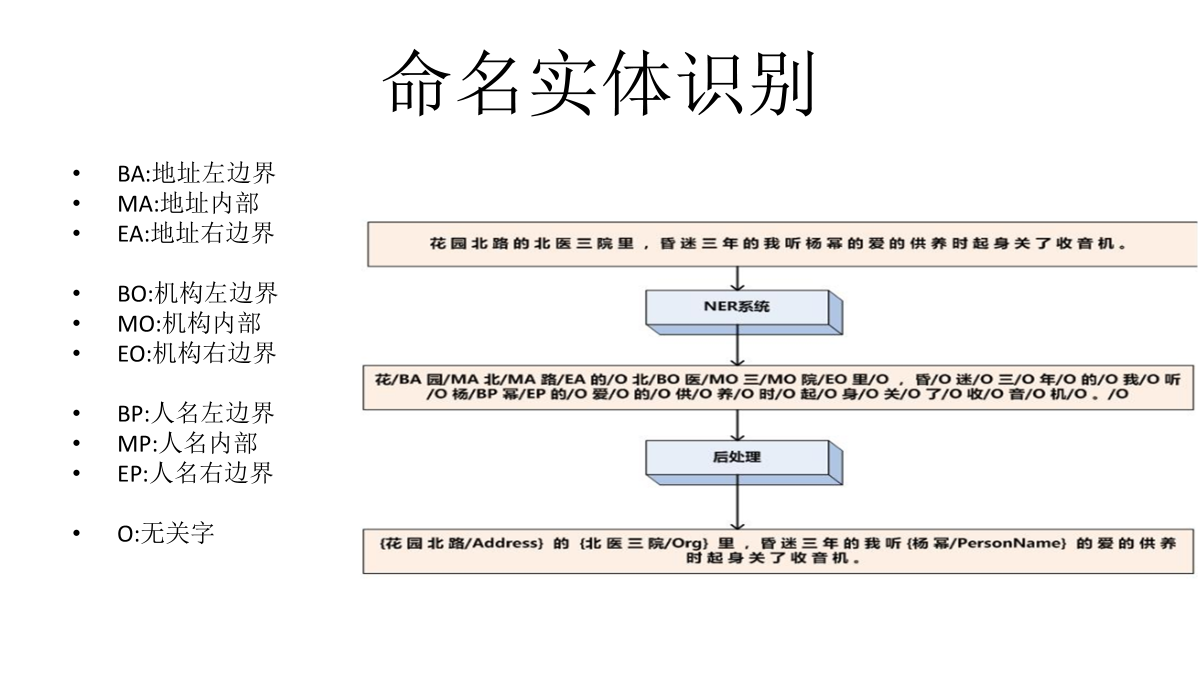 命名实体识别
• BA:地址左边界
• MA:地址内部
• EA:地址右边界
• BO:机构左边界
• MO:机构内部
• EO:机构右边界
• BP:人名左边界
• MP:人名内部
• EP:人名右边界
• O:无关字
花园北路的北医三院里，昏迷三年的我听杨幂的爱的供养时起身关了收音机。
NER系统
花/BA 园/MA 北/MA 路/EA 的/O 北/BO 医/MO 三/MO 院/EO 里/O ，昏/O 迷/O 三/O 年/O 的/O 我/O 听
/O 杨/BP 幂/EP 的/O 爱/O 的/O 供/O 养/O 时/O 起/O 身/O 关/O 了/O 收/O 音/O 机/O 。/O
后处理
{花园北路/Address} 的 {北医三院/Org} 里，昏迷三年的我听{杨幂/PersonName} 的爱的供养
时起身关了收音机。